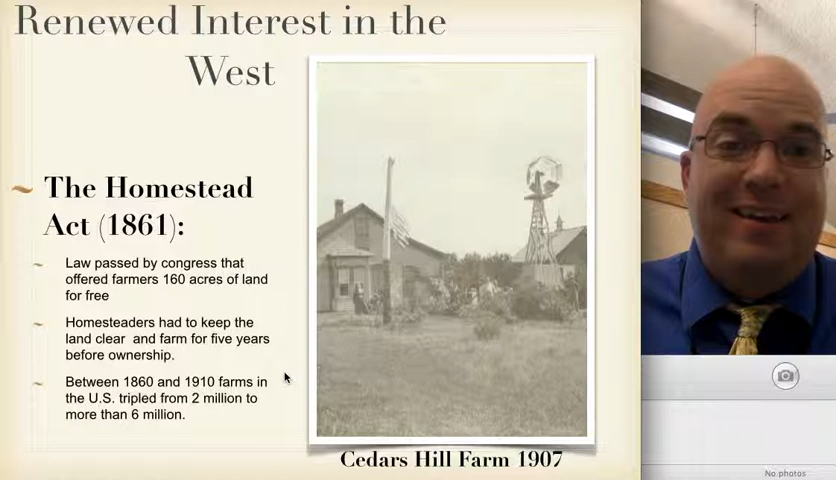 Renewed Interest in the
West
The Homestead
Act (1861):
Law passed by congress that
offered farmers 160 acres of land
for free
Homesteaders had to keep the
land clear and farm for five years
before ownership.
Between 1860 and 1910 farms in
the U.S. tripled from 2 million to
more than 6 million.
Cedars Hill Farm 1907
No photos